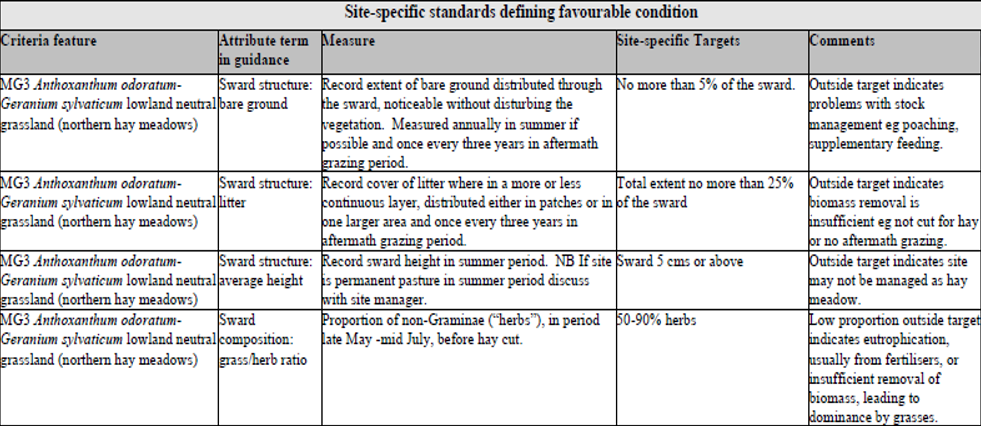 Site-specific standards defining favourable condition
Criteria feature
Attribute term
in guidance
Measure
Site-specific Targets
Comments
MG3 Anthoxanthum odoratum-
Geranium sylvaticum lowland neutral
grassland (northern hay meadows)
Sward structure:
bare ground
Record extent of bare ground distributed through
the sward, noticeable without disturbing the
vegetation. Measured annually in summer if
possible and once every three years in aftermath
grazing period.
No more than 5% of the sward.
Outside target indicates
problems with stock
management eg poaching,
supplementary feeding.
MG3 Anthoxanthum odoratum-
Geranium sylvaticum lowland neutral
grassland (northern hay meadows)
Sward structure:
litter
Record cover of litter where in a more or less
continuous layer, distributed either in patches or in
one larger area and once every three years in
aftermath grazing period.
Total extent no more than 25%
of the sward
Outside target indicates
biomass removal is
insufficient eg not cut for hay
or no aftermath grazing.
MG3 Anthoxanthum odoratum-
Geranium sylvaticum lowland neutral
grassland (northern hay meadows)
Sward structure:
average height
Record sward height in summer period. NB If site
is permanent pasture in summer period discuss
with site manager.
Sward 5 cms or above
Outside target indicates site
may not be managed as hay
meadow.
MG3 Anthoxanthum odoratum-
Geranium sylvaticum lowland neutral
grassland (northern hay meadows)
Sward
composition:
grass/herb ratio
Proportion of non-Graminae ("herbs"), in period
late May -mid July, before hay cut.
50-90% herbs
Low proportion outside target
indicates eutrophication,
usually from fertilisers, or
insufficient removal of
biomass, leading to
dominance by grasses.